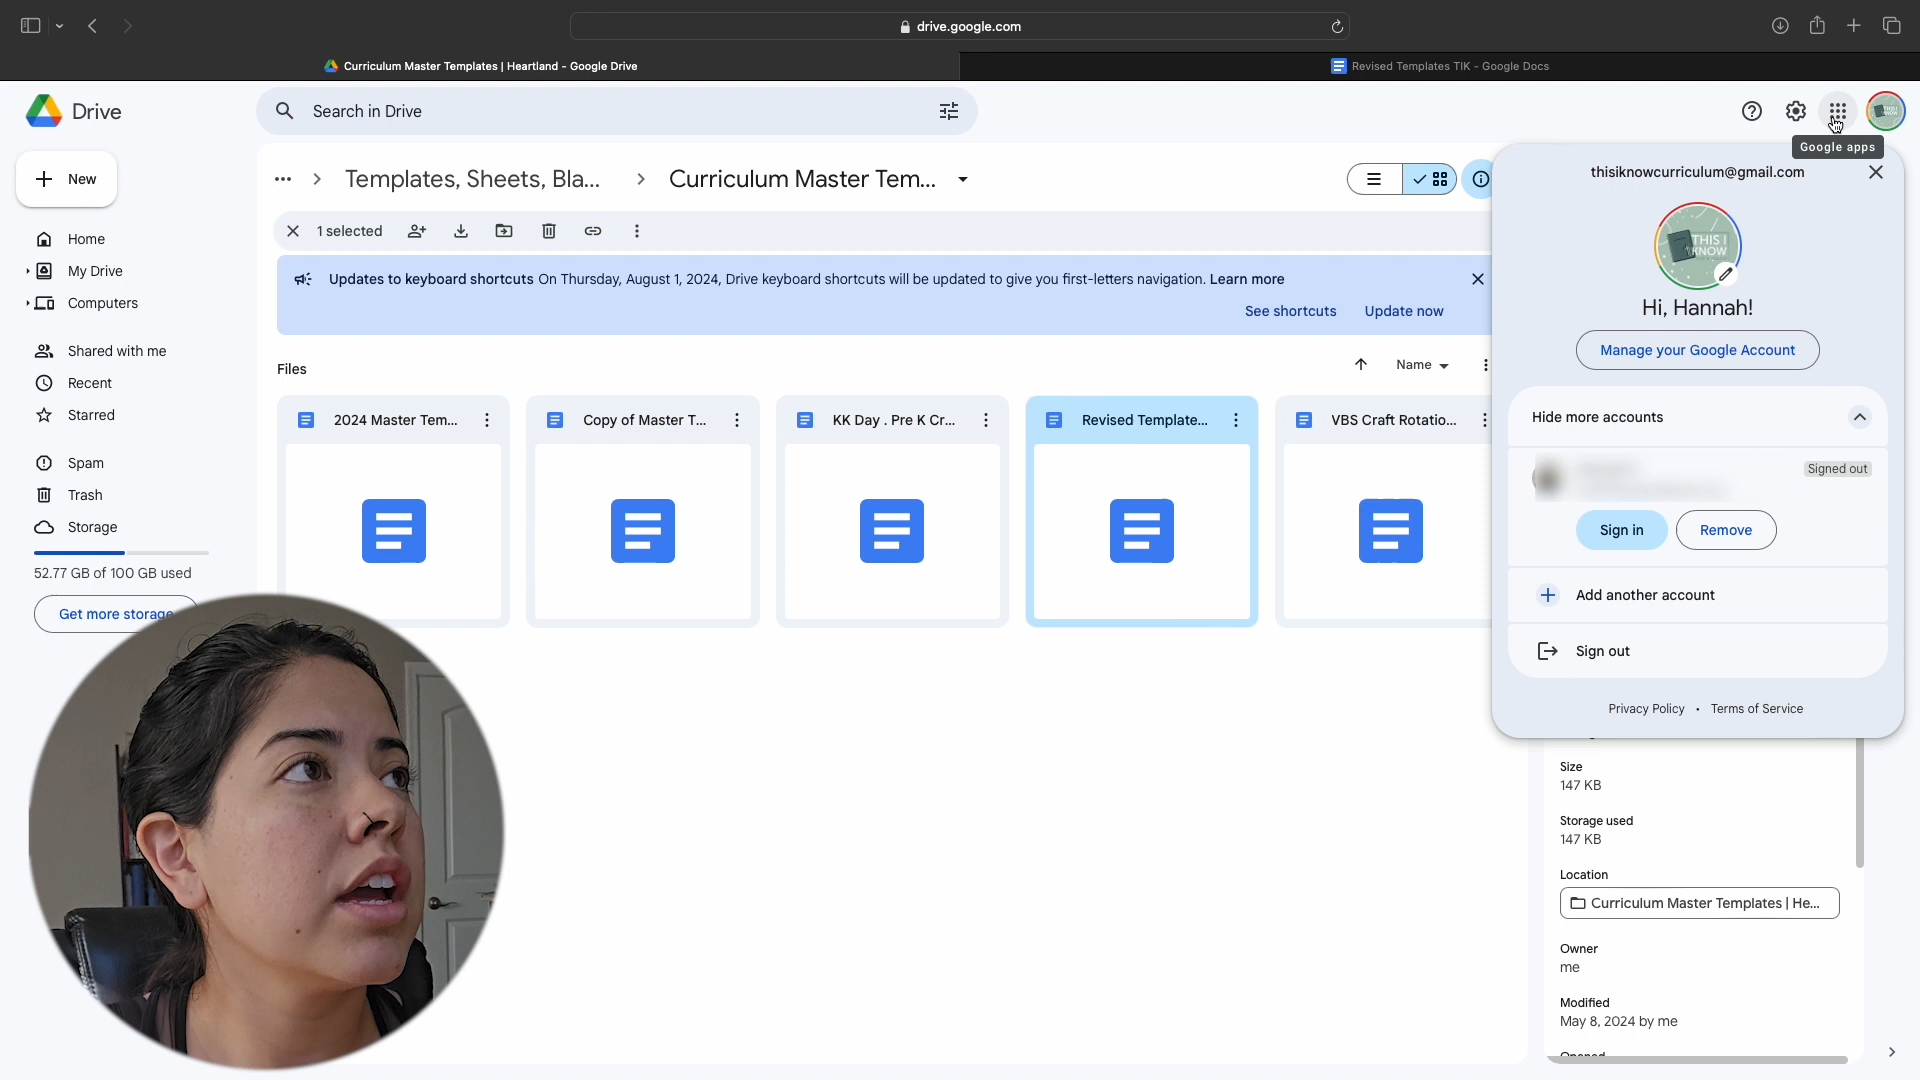 drive.google.com
Curriculum Master Templates | Heartland - Google Drive
Revised Templates TIK - Google Docs
Drive
Search in Drive
Google apps
New
Templates, Sheets, Bla...
Curriculum Master Tem...
thisiknowcurriculum@gmail.com
1 selected
THIS I
KNOW
Home
My Drive
Computers
Updates to keyboard shortcuts On Thursday, August 1, 2024, Drive keyboard shortcuts will be updated to give you first-letters navigation. Learn more
See shortcuts
Update now
Hi, Hannah!
Manage your Google Account
Shared with me
Recent
Starred
Files
Name
2024 Master Tem...
Copy of Master T...
KK Day . Pre K Cr...
Revised Template...
VBS Craft Rotatio...
Hide more accounts
Signed out
Sign in
Remove
Spam
Trash
Storage
52.77 GB of 100 GB used
Get more storage
Add another account
Sign out
Privacy Policy • Terms of Service
Size
147 KB
Storage used
147 KB
Location
Curriculum Master Templates | He...
Owner
me
Modified
May 8, 2024 by me